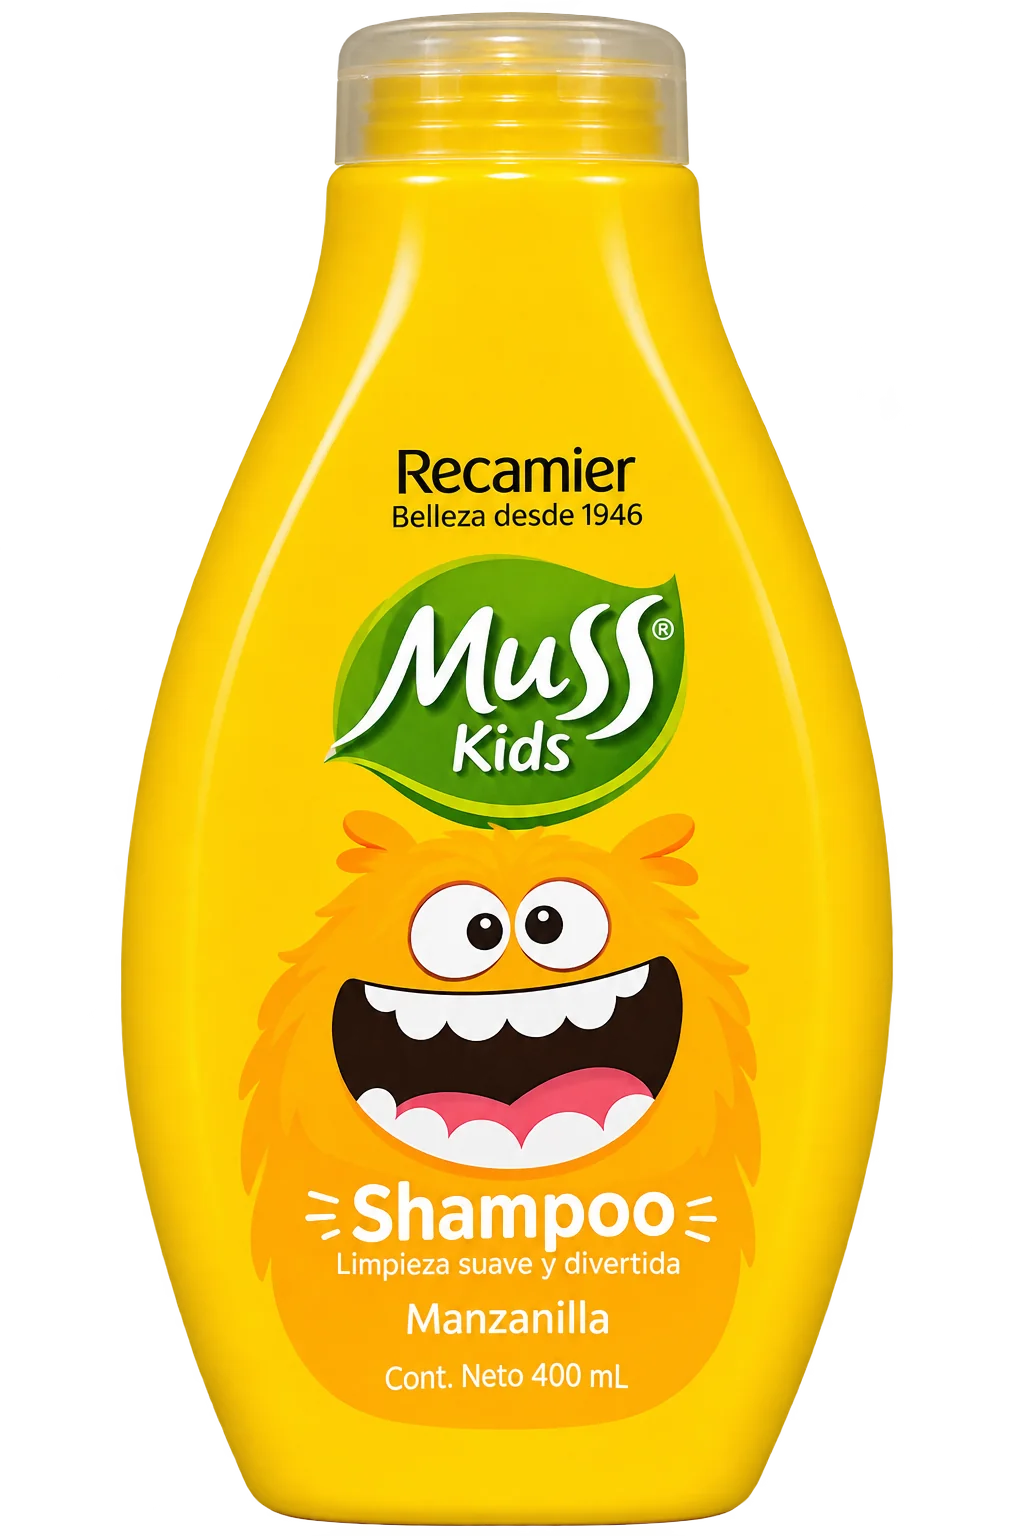 Recamier
Belleza desde 1946
Muss®
Kids
Shampoo
Limpieza suave y divertida
Manzanilla
Cont. Neto 400 mL